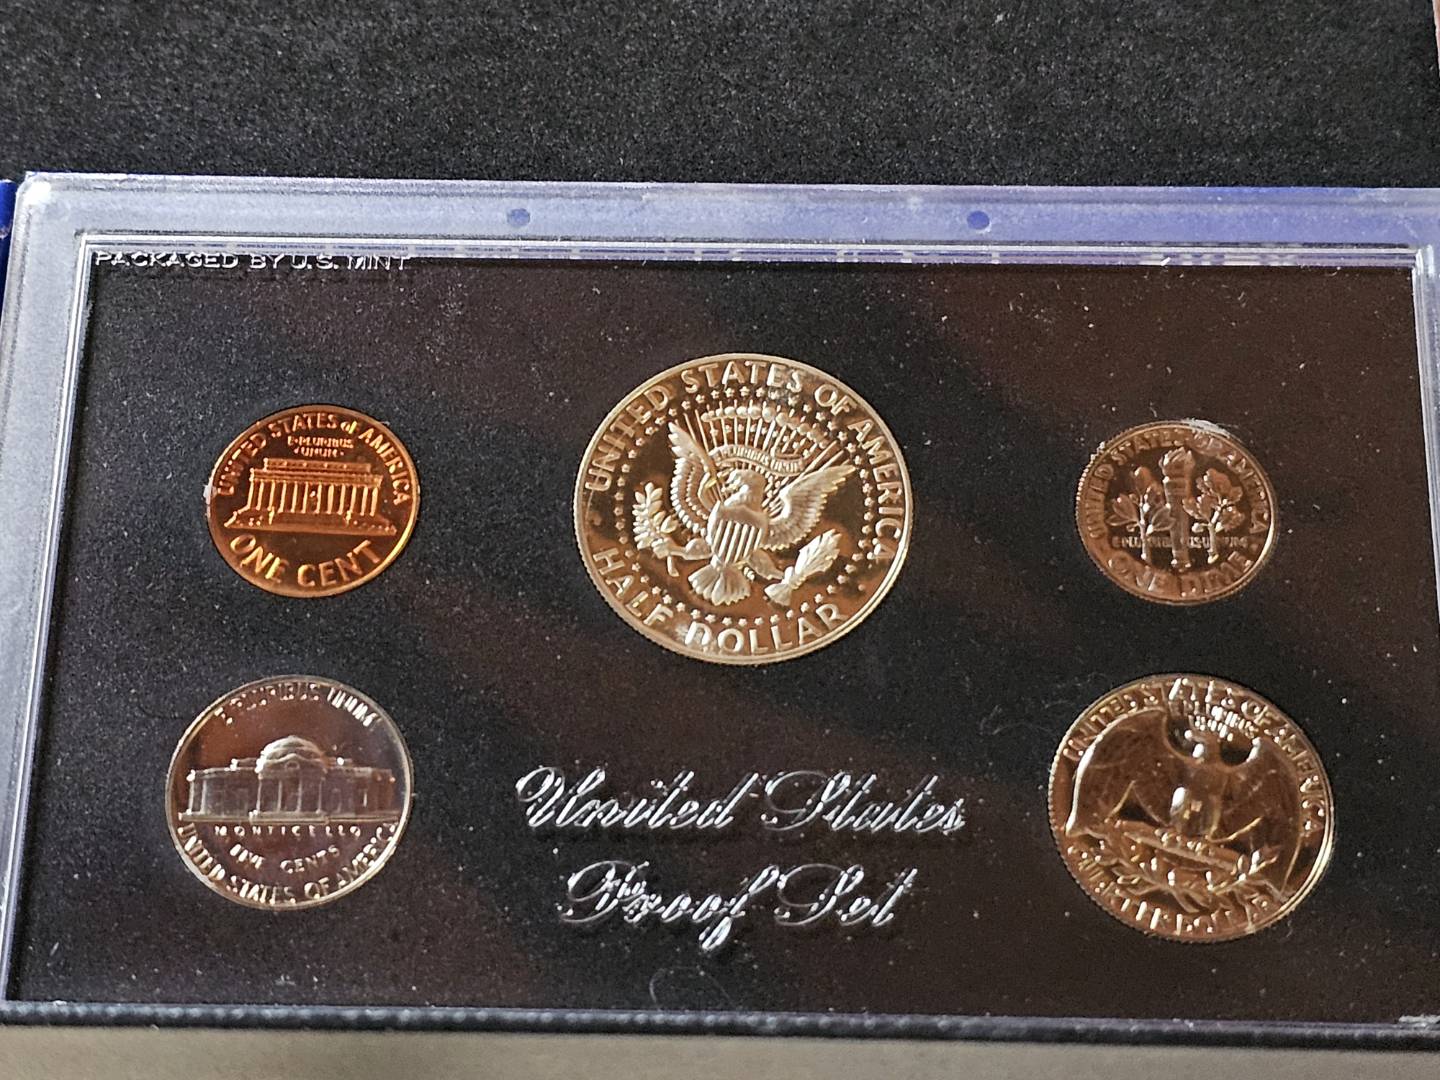 PACKAGED BY U.S. MINT
UNITED STATES OF AMERICA
E·PLURIBUS
·UNUM·
ONE CENT
UNITED STATES OF AMERICA
HALF DOLLAR
UNITED STATES OF AMERICA
ONE DIME
E PLURIBUS UNUM
MONTICELLO
FIVE CENTS
UNITED STATES OF AMERICA
United States
Proof Set
UNITED STATES OF AMERICA
QUARTER DOLLAR